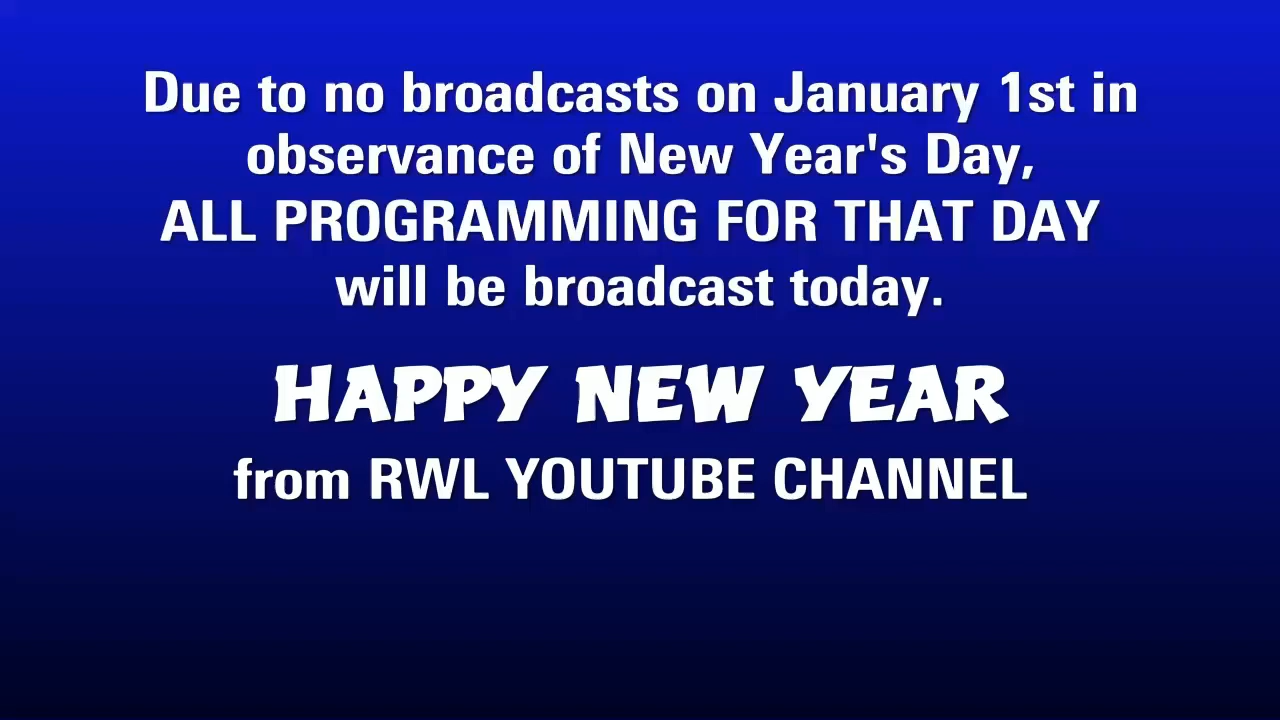 Due to no broadcasts on January 1st in
observance of New Year's Day,
ALL PROGRAMMING FOR THAT DAY
will be broadcast today.
HAPPY NEW YEAR
from RWL YOUTUBE CHANNEL